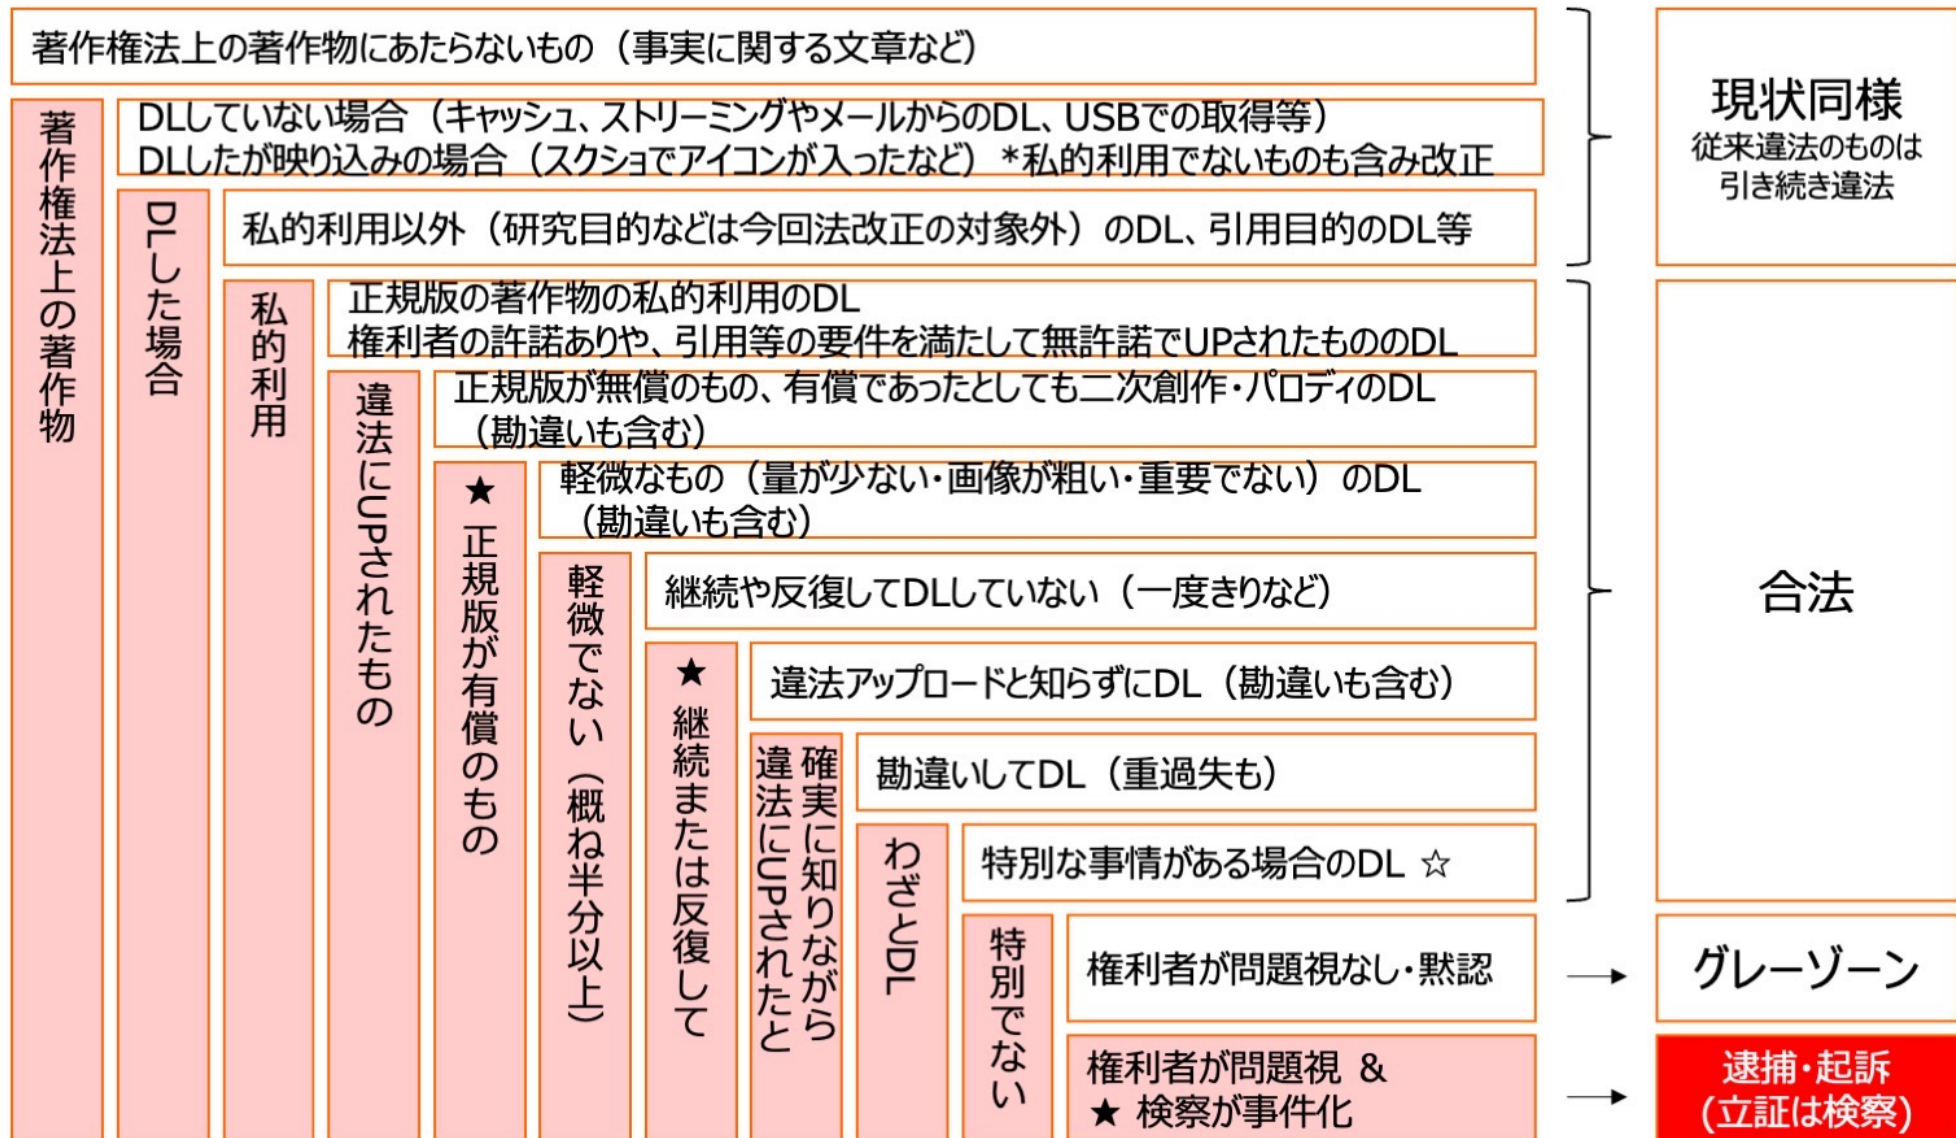 著作権法上の著作物にあたらないもの（事実に関する文章など）
著作権法上の著作物
DLしていない場合（キャッシュ、ストリーミングやメールからのDL、USBでの取得等）
DLしたが映り込みの場合（スクショでアイコンが入ったなど）*私的利用でないものも含み改正
DLした場合
私的利用以外（研究目的などは今回法改正の対象外）のDL、引用目的のDL等
現状同様
従来違法のものは
引き続き違法
私的利用
正規版の著作物の私的利用のDL
権利者の許諾ありや、引用等の要件を満たして無許諾でUPされたもののDL
違法にUPされたもの
正規版が無償のもの、有償であったとしても二次創作・パロディのDL
（勘違いも含む）
★ 正規版が有償のもの
軽微なもの（量が少ない・画像が粗い・重要でない）のDL
（勘違いも含む）
軽微でない（概ね半分以上）
継続や反復してDLしていない（一度きりなど）
★ 継続または反復して
違法アップロードと知らずにDL（勘違いも含む）
確実に知りながら
違法にUPされたと
勘違いしてDL（重過失も）
わざとDL
特別な事情がある場合のDL ☆
合法
特別でない
権利者が問題視なし・黙認
グレーゾーン
権利者が問題視 &
★ 検察が事件化
逮捕・起訴
(立証は検察)